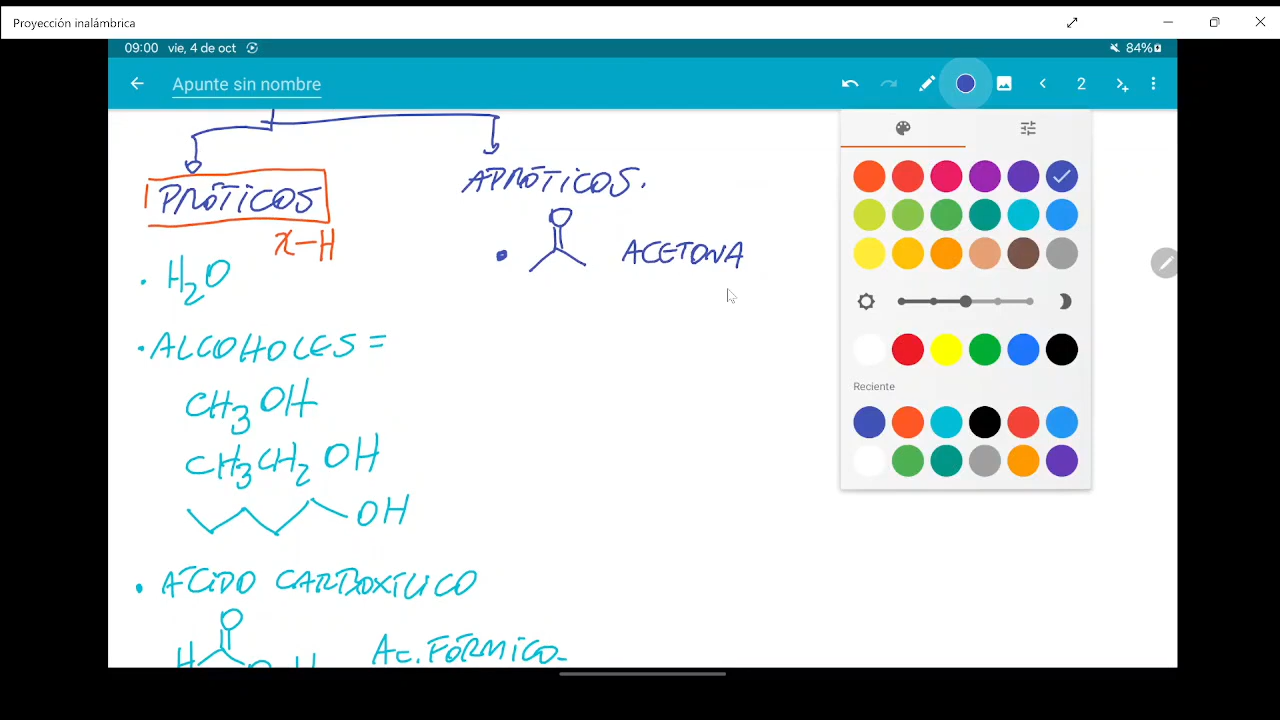 Proyección inalámbrica
09:00 vie, 4 de oct 84%
Apunte sin nombre
2
PRÓTICOS
X-H
APRÓTICOS.
O
• ACETONA
• H2O
• ALCOHOLES =
CH3OH
CH3CH2OH
OH
• ÁCIDO CARBOXÍLICO
O
H
Ac. FÓRMICO
Reciente